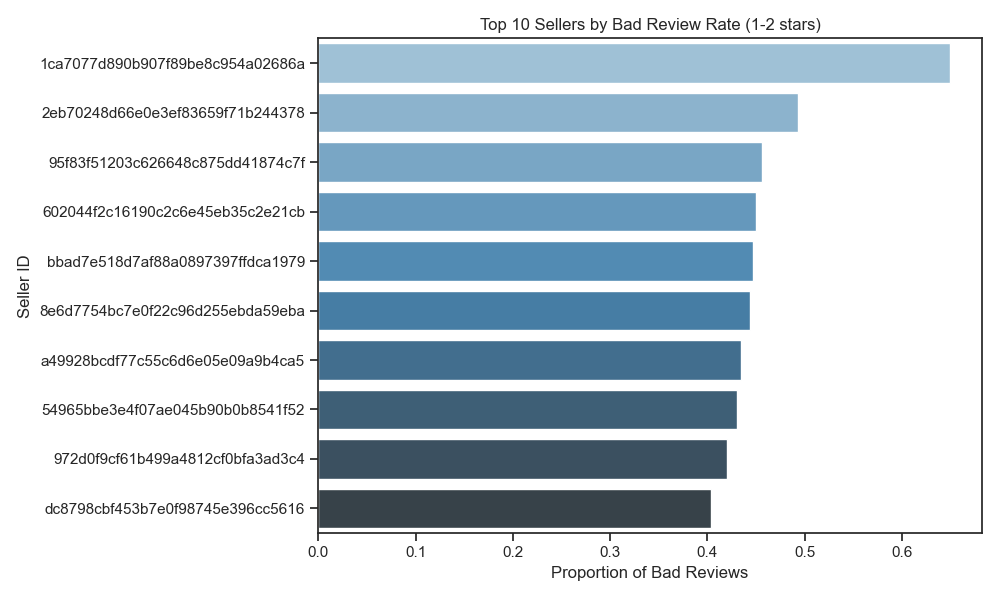 Top 10 Sellers by Bad Review Rate (1-2 stars)
Seller ID
1ca7077d890b907f89be8c954a02686a
2eb70248d66e0e3ef83659f71b244378
95f83f51203c626648c875dd41874c7f
602044f2c16190c2c6e45eb35c2e21cb
bbad7e518d7af88a0897397ffdca1979
8e6d7754bc7e0f22c96d255ebda59eba
a49928bcdf77c55c6d6e05e09a9b4ca5
54965bbe3e4f07ae045b90b0b8541f52
972d0f9cf61b499a4812cf0bfa3ad3c4
dc8798cbf453b7e0f98745e396cc5616
0.0 0.1 0.2 0.3 0.4 0.5 0.6
Proportion of Bad Reviews